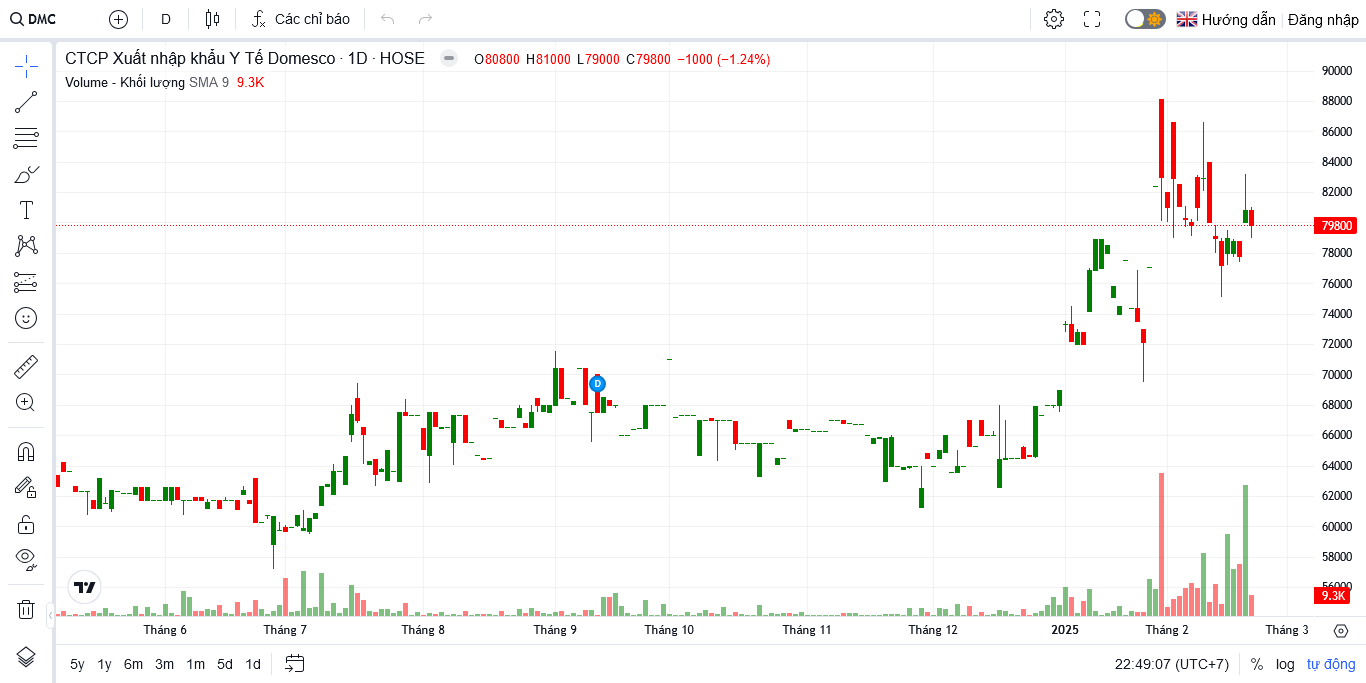 DMC D Các chỉ báo Hướng dẫn Đăng nhập
CTCP Xuất nhập khẩu Y Tế Domesco · 1D · HOSE O80800 H81000 L79000 C79800 −1000 (−1.24%)
Volume - Khối lượng SMA 9 9.3K
90000
88000
86000
84000
82000
79800
78000
76000
74000
72000
70000
68000
66000
64000
62000
60000
58000
56000
9.3K
D
Tháng 6 Tháng 7 Tháng 8 Tháng 9 Tháng 10 Tháng 11 Tháng 12 2025 Tháng 2 Tháng 3
5y 1y 6m 3m 1m 5d 1d 22:49:07 (UTC+7) % log tự động